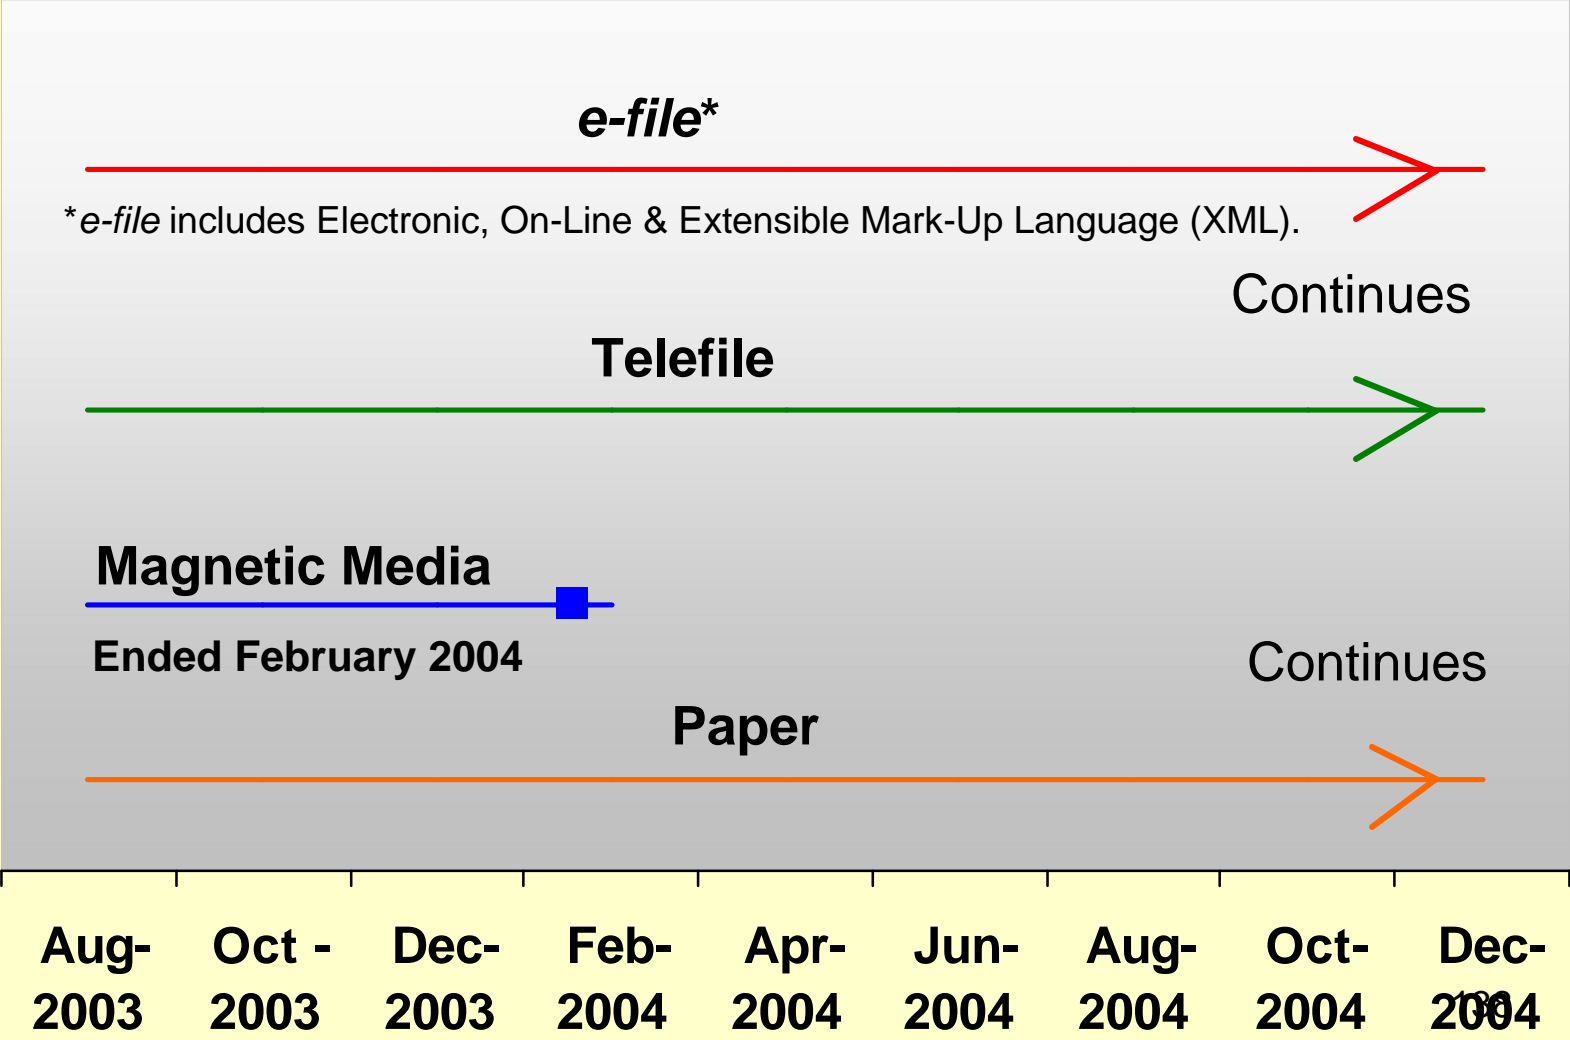 e-file*
*e-file includes Electronic, On-Line & Extensible Mark-Up Language (XML).
Continues
Telefile
Magnetic Media
Ended February 2004
Continues
Paper
Aug- Oct - Dec- Feb- Apr- Jun- Aug- Oct- Dec-
2003 2003 2003 2004 2004 2004 2004 2004 2004